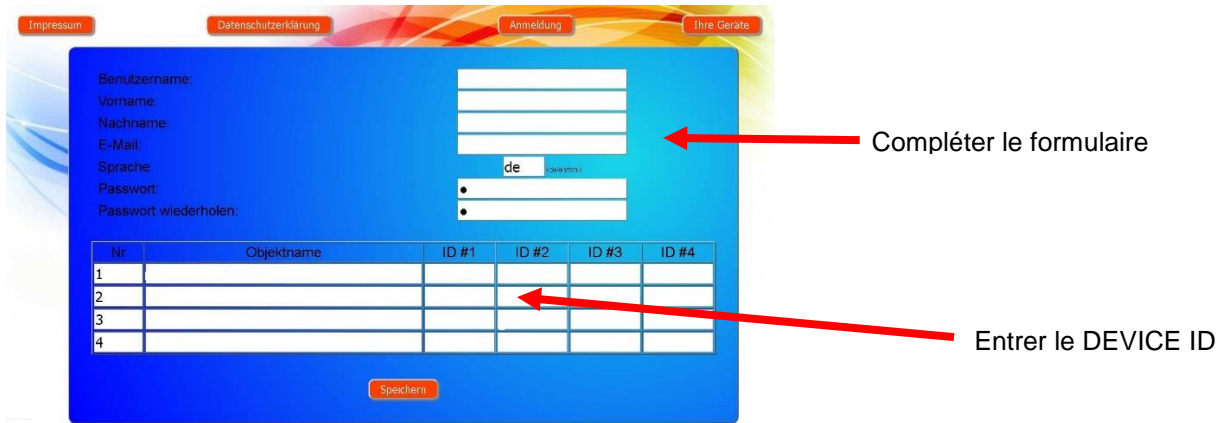 Impressum Datenschutzerklärung Anmeldung Ihre Geräte
Benutzername:
Vorname:
Nachname:
E-Mail:
Sprache de
Passwort: •
Passwort wiederholen: •
Compléter le formulaire
Nr Objektname ID #1 ID #2 ID #3 ID #4
1
2
3
4
Entrer le DEVICE ID
Speichern